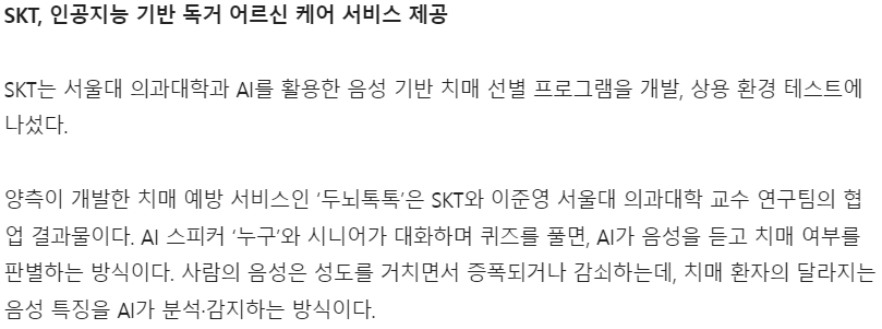 SKT, 인공지능 기반 독거 어르신 케어 서비스 제공
SKT는 서울대 의과대학과 AI를 활용한 음성 기반 치매 선별 프로그램을 개발, 상용 환경 테스트에
나섰다.
양측이 개발한 치매 예방 서비스인 ‘두뇌톡톡’은 SKT와 이준영 서울대 의과대학 교수 연구팀의 협
업 결과물이다. AI 스피커 ‘누구’와 시니어가 대화하며 퀴즈를 풀면, AI가 음성을 듣고 치매 여부를
판별하는 방식이다. 사람의 음성은 성도를 거치면서 증폭되거나 감쇠하는데, 치매 환자의 달라지는
음성 특징을 AI가 분석·감지하는 방식이다.